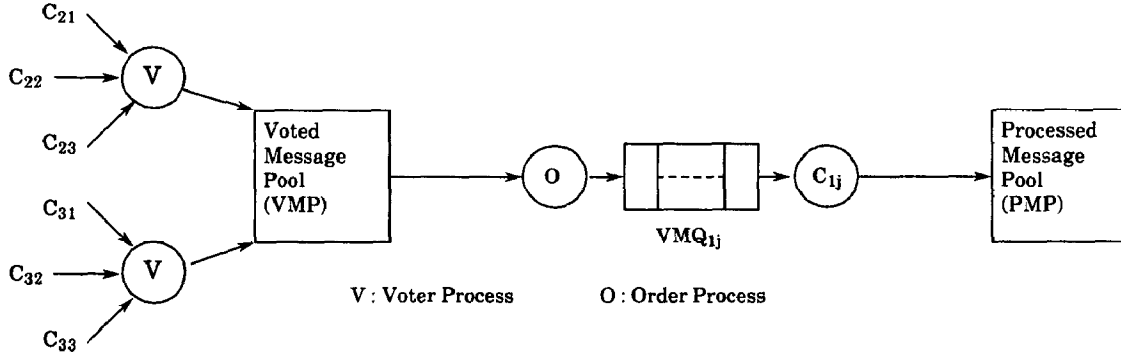 C21
C22
C23
V
Voted
Message
Pool
(VMP)
C31
C32
C33
V
O
VMQ1j
C1j
Processed
Message
Pool
(PMP)
V : Voter Process
O : Order Process